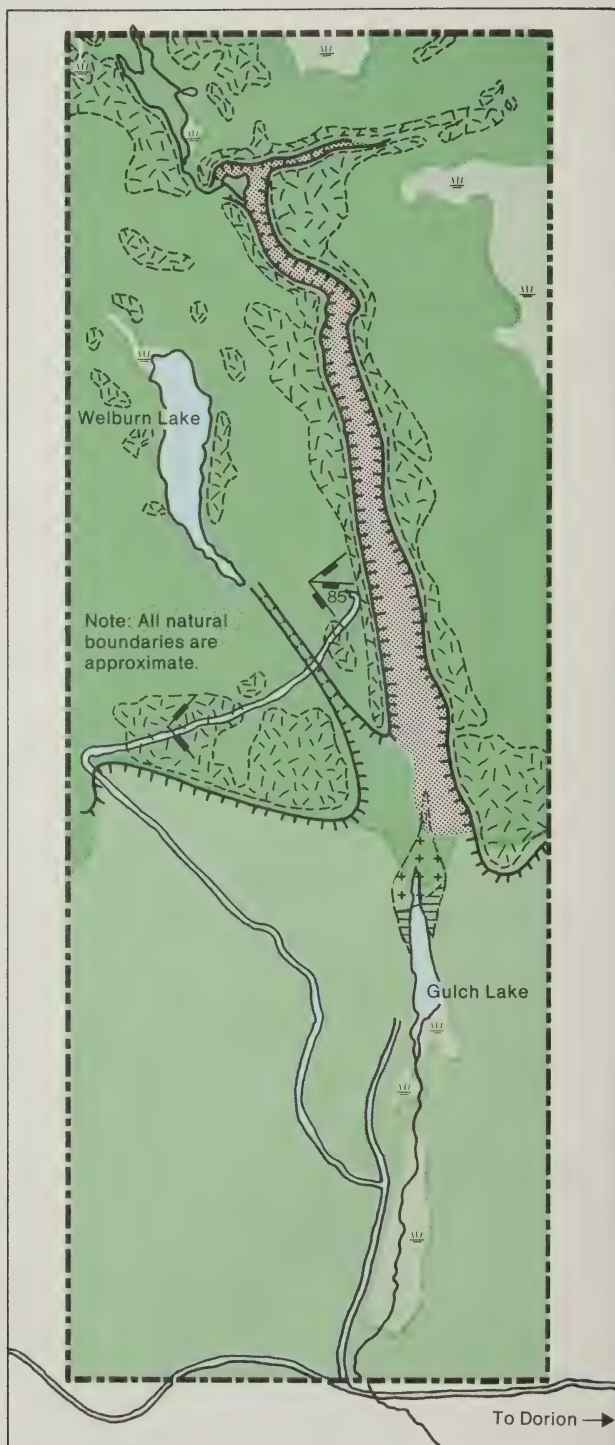 Welburn Lake
85
Note: All natural
boundaries are
approximate.
Gulch Lake
To Dorion